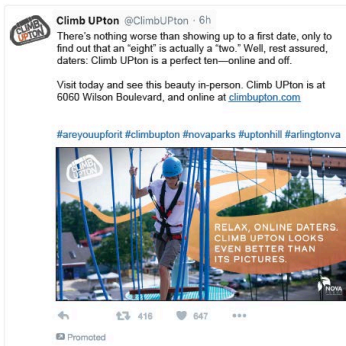 Climb UPton @ClimbUPton · 6h
There's nothing worse than showing up to a first date, only to
find out that an "eight" is actually a "two." Well, rest assured,
daters: Climb UPton is a perfect ten—online and off.
Visit today and see this beauty in-person. Climb UPton is at
6060 Wilson Boulevard, and online at climbupton.com
#areyouupforit #climbupton #novaparks #uptonhill #arlingtonva
CLIMB
UPTON
RELAX, ONLINE DATERS.
CLIMB UPTON LOOKS
EVEN BETTER THAN
ITS PICTURES.
NOVA
416 647
Promoted